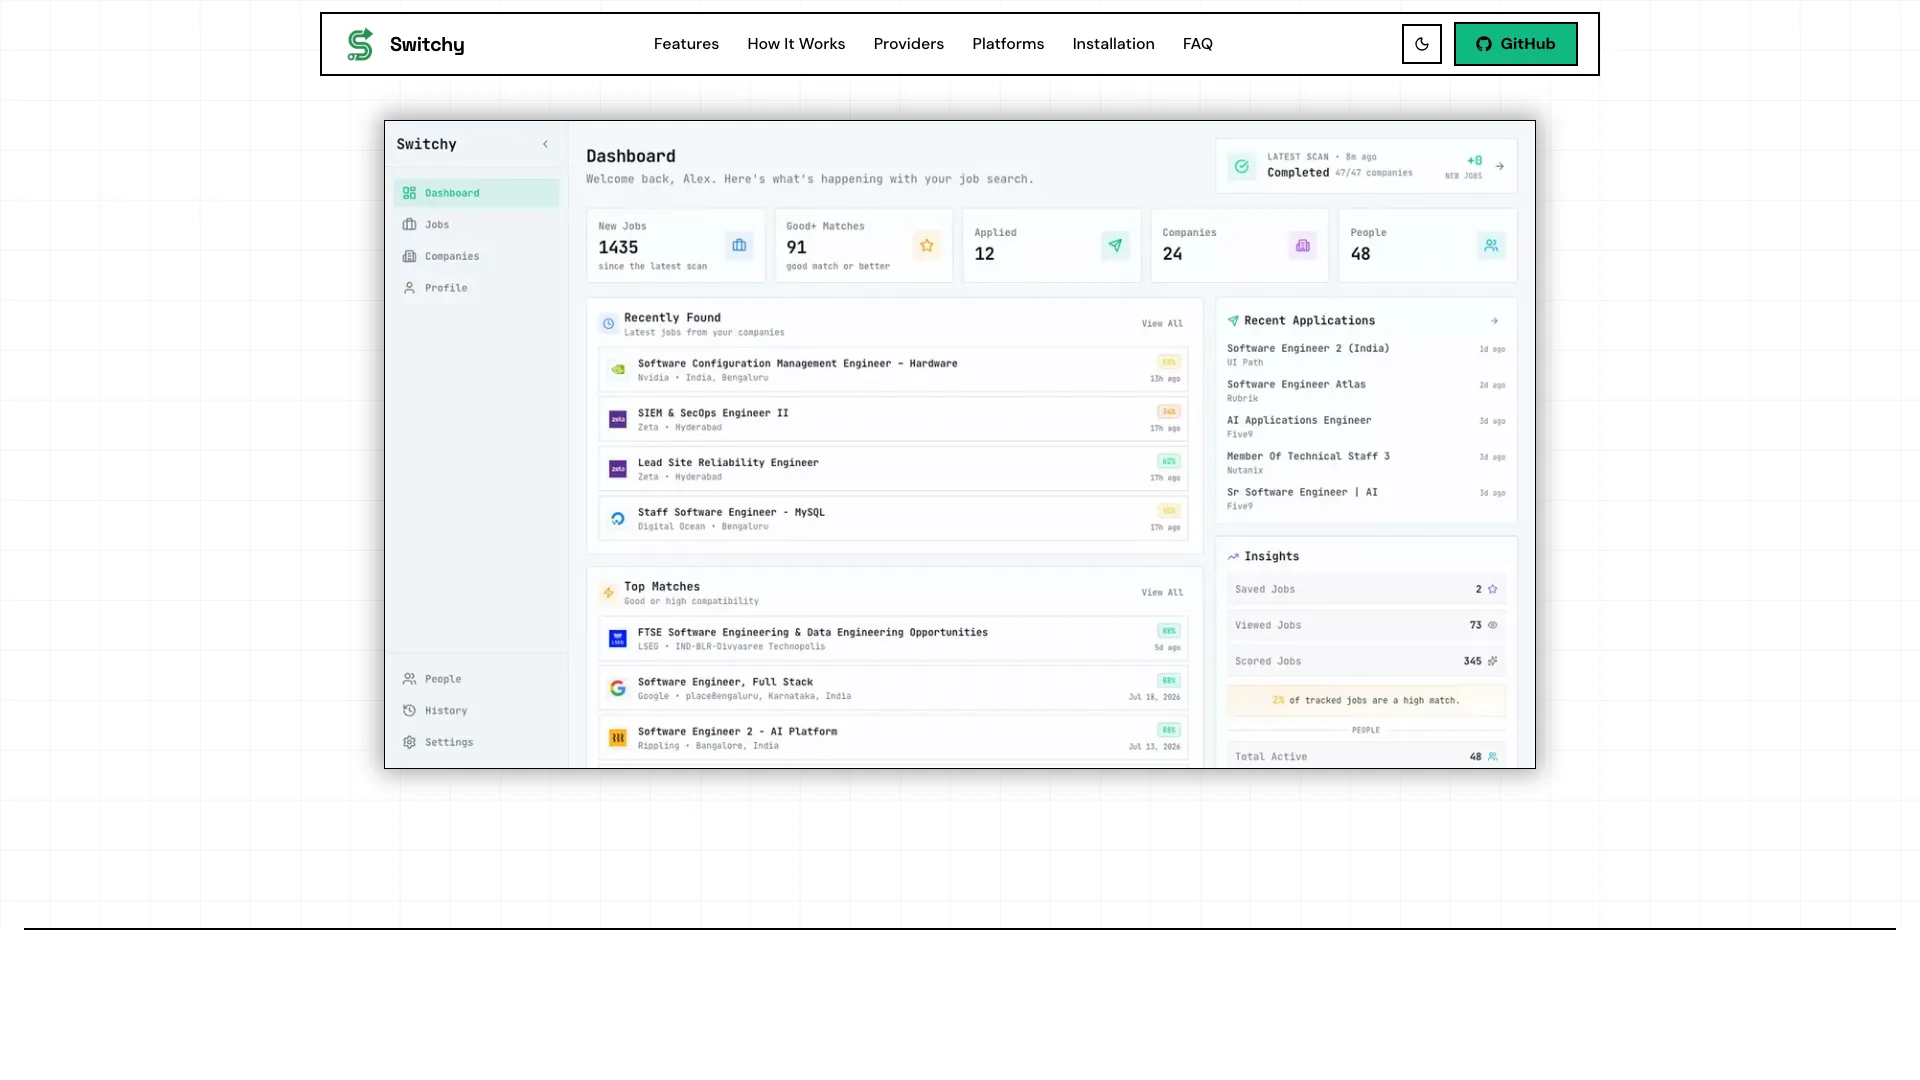 Switchy
Features
How It Works
Providers
Platforms
Installation
FAQ
GitHub
Switchy
Dashboard
Jobs
Companies
Profile
People
History
Settings
Dashboard
Welcome back, Alex. Here's what's happening with your job search.
LATEST SCAN • 8m ago
Completed 47/47 companies
+0
NEW JOBS
New Jobs
1435
since the latest scan
Good+ Matches
91
good match or better
Applied
12
Companies
24
People
48
Recently Found
Latest jobs from your companies
View All
Software Configuration Management Engineer - Hardware
Nvidia • India, Bengaluru
13h ago
zeta
SIEM & SecOps Engineer II
Zeta • Hyderabad
34%
17h ago
zeta
Lead Site Reliability Engineer
Zeta • Hyderabad
62%
17h ago
Staff Software Engineer - MySQL
Digital Ocean • Bengaluru
17h ago
Top Matches
Good or high compatibility
View All
LSEG
FTSE Software Engineering & Data Engineering Opportunities
LSEG • IND-BLR-Divyasree Technopolis
88%
5d ago
Software Engineer, Full Stack
Google • placeBengaluru, Karnataka, India
88%
Jul 18, 2026
Software Engineer 2 - AI Platform
Rippling • Bangalore, India
88%
Jul 13, 2026
Recent Applications
Software Engineer 2 (India)
1d ago
UI Path
Software Engineer Atlas
2d ago
Rubrik
AI Applications Engineer
3d ago
Five9
Member Of Technical Staff 3
3d ago
Nutanix
Sr Software Engineer | AI
3d ago
Five9
Insights
Saved Jobs
2
Viewed Jobs
73
Scored Jobs
345
2% of tracked jobs are a high match.
PEOPLE
Total Active
48